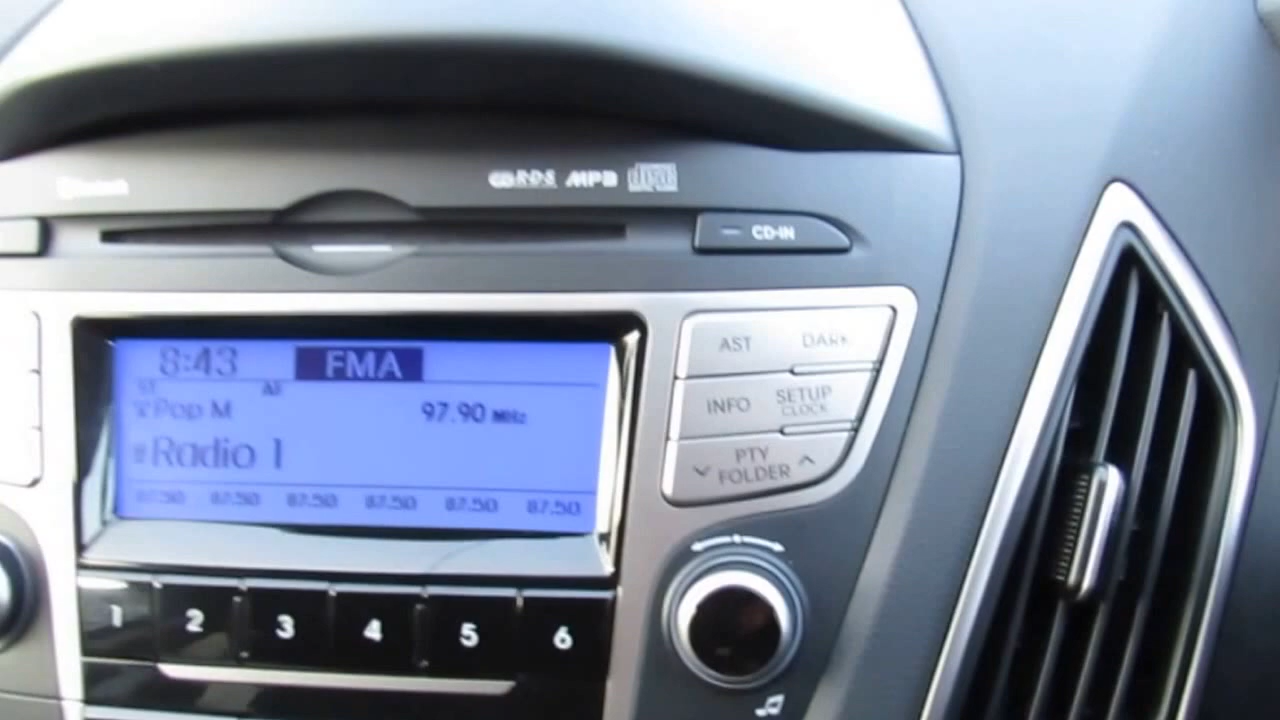 Bluetooth
RDS MP3 disc
CD-IN
8:43 FMA
ST AF
Pop M 97.90 MHz
Radio 1
87.50 87.50 87.50 87.50 87.50 87.50
AST DARK
INFO SETUP
CLOCK
PTY
FOLDER
1 2 3 4 5 6